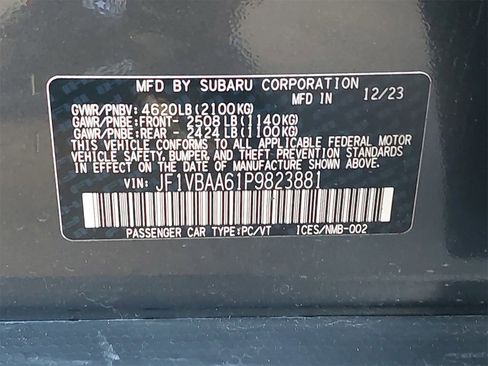 MFD BY SUBARU CORPORATION
MFD IN 12/23
GVWR/PNBV: 4620LB(2100KG)
GAWR/PNBE:FRONT- 2508LB(1140KG)
GAWR/PNBE:REAR - 2424LB(1100KG)
THIS VEHICLE CONFORMS TO ALL APPLICABLE FEDERAL MOTOR
VEHICLE SAFETY, BUMPER, AND THEFT PREVENTION STANDARDS
IN EFFECT ON THE DATE OF MANUFACTURE SHOWN ABOVE.
VIN: JF1VBAA61P9823881
PASSENGER CAR TYPE:PC/VT ICES/NMB-002